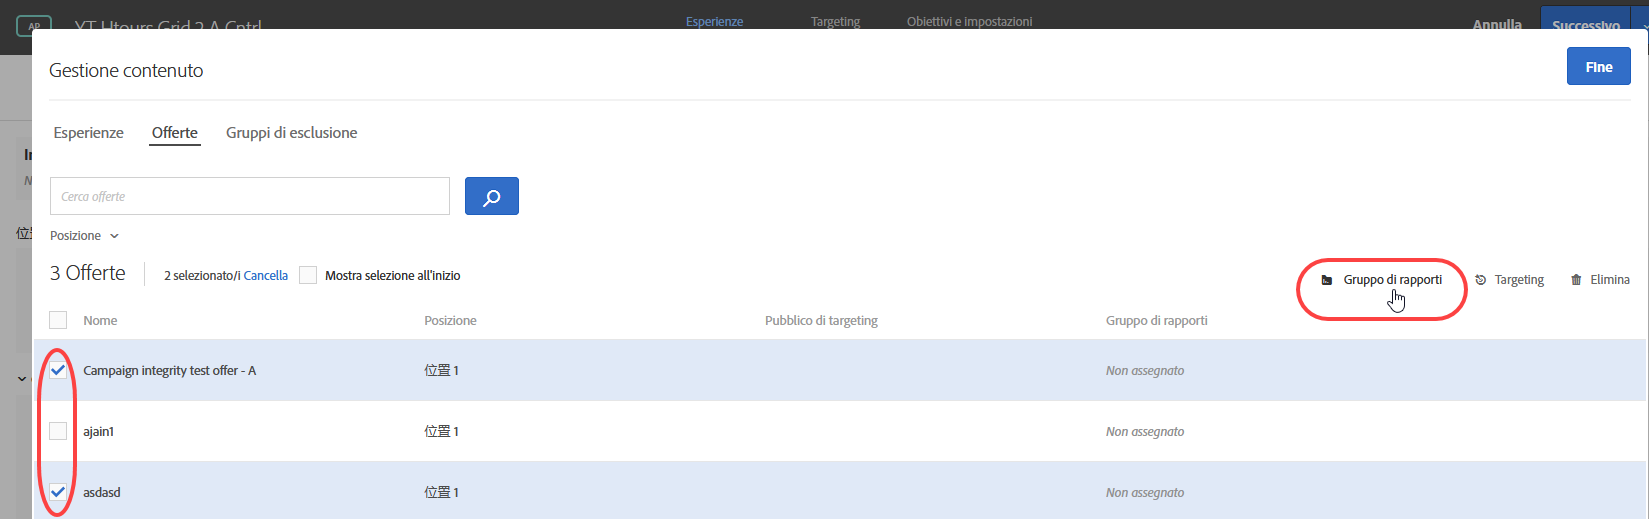 AP
YT Htours Grid 2 A Cntrl
Esperienze
Targeting
Obiettivi e impostazioni
Annulla
Successivo
Gestione contenuto
Fine
Esperienze
Offerte
Gruppi di esclusione
Cerca offerte
Posizione
3 Offerte
2 selezionato/i Cancella
Mostra selezione all'inizio
Gruppo di rapporti
Targeting
Elimina
Nome
Posizione
Pubblico di targeting
Gruppo di rapporti
Campaign integrity test offer - A
位置 1
Non assegnato
ajain1
位置 1
Non assegnato
asdasd
位置 1
Non assegnato